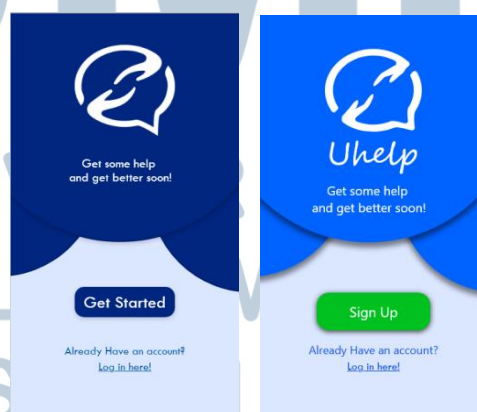 Get some help
and get better soon!
Get Started
Already Have an account?
Log in here!
Uhelp
Get some help
and get better soon!
Sign Up
Already Have an account?
Log in here!